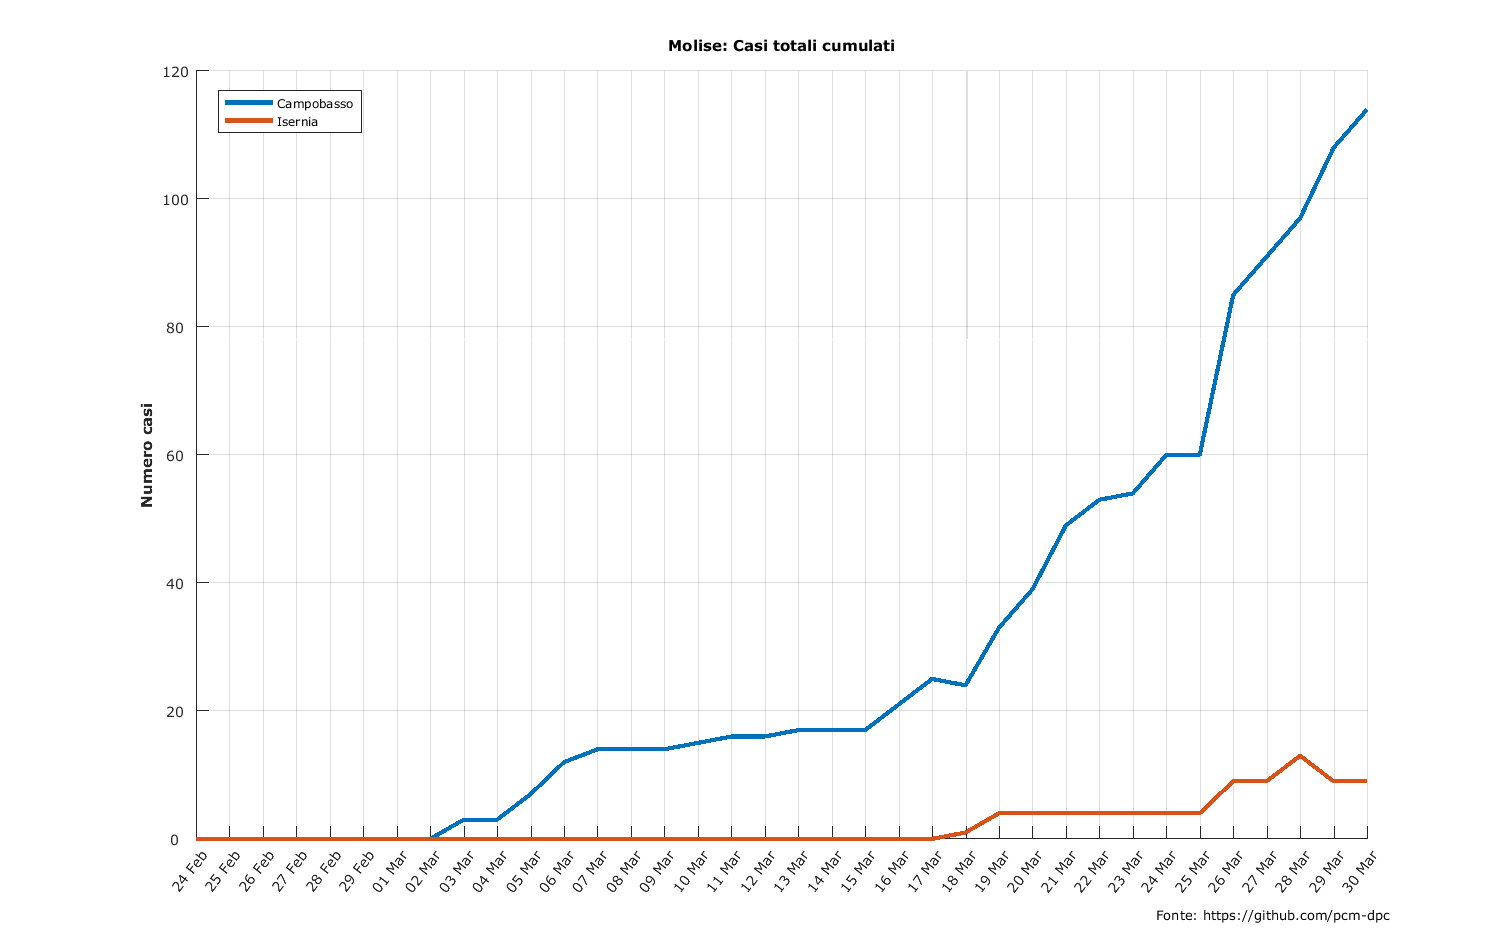 Molise: Casi totali cumulati
120
100
80
60
40
20
0
Numero casi
Campobasso
Isernia
24 Feb
25 Feb
26 Feb
27 Feb
28 Feb
29 Feb
01 Mar
02 Mar
03 Mar
04 Mar
05 Mar
06 Mar
07 Mar
08 Mar
09 Mar
10 Mar
11 Mar
12 Mar
13 Mar
14 Mar
15 Mar
16 Mar
17 Mar
18 Mar
19 Mar
20 Mar
21 Mar
22 Mar
23 Mar
24 Mar
25 Mar
26 Mar
27 Mar
28 Mar
29 Mar
30 Mar
Fonte: https://github.com/pcm-dpc